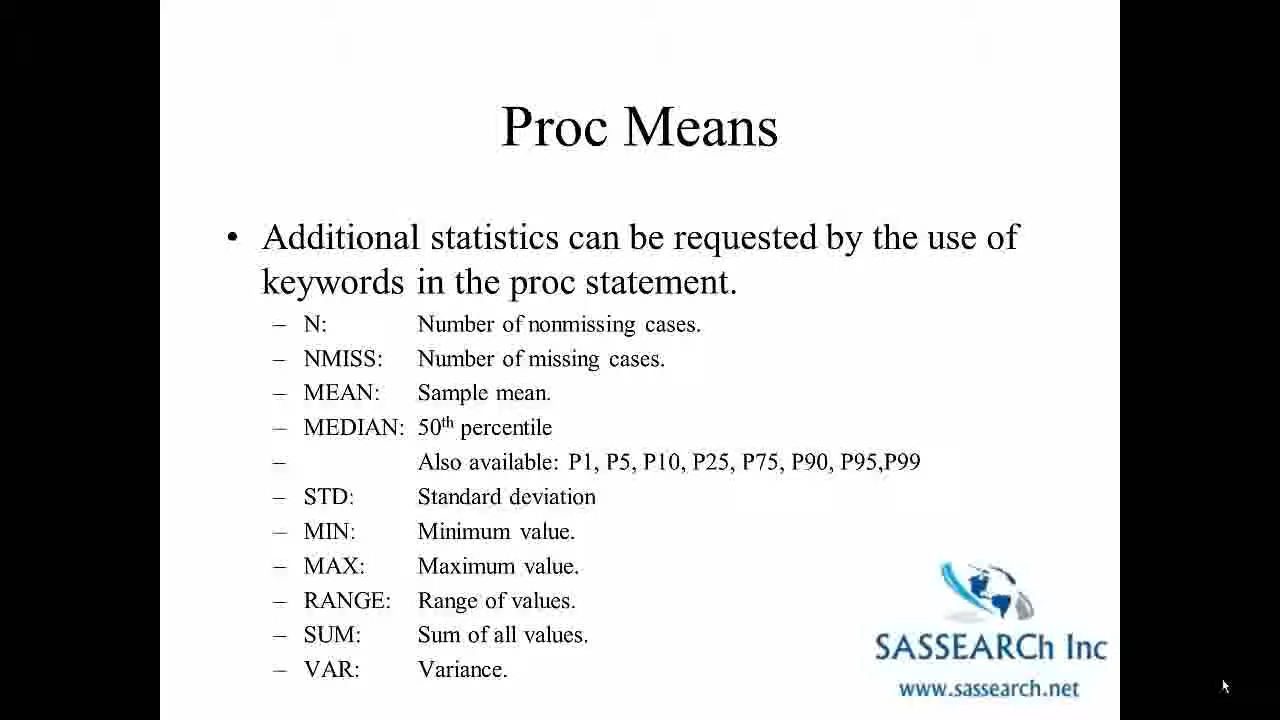 Proc Means
• Additional statistics can be requested by the use of
keywords in the proc statement.
– N: Number of nonmissing cases.
– NMISS: Number of missing cases.
– MEAN: Sample mean.
– MEDIAN: 50th percentile
– Also available: P1, P5, P10, P25, P75, P90, P95,P99
– STD: Standard deviation
– MIN: Minimum value.
– MAX: Maximum value.
– RANGE: Range of values.
– SUM: Sum of all values.
– VAR: Variance.
SASSEARCh Inc
www.sassearch.net